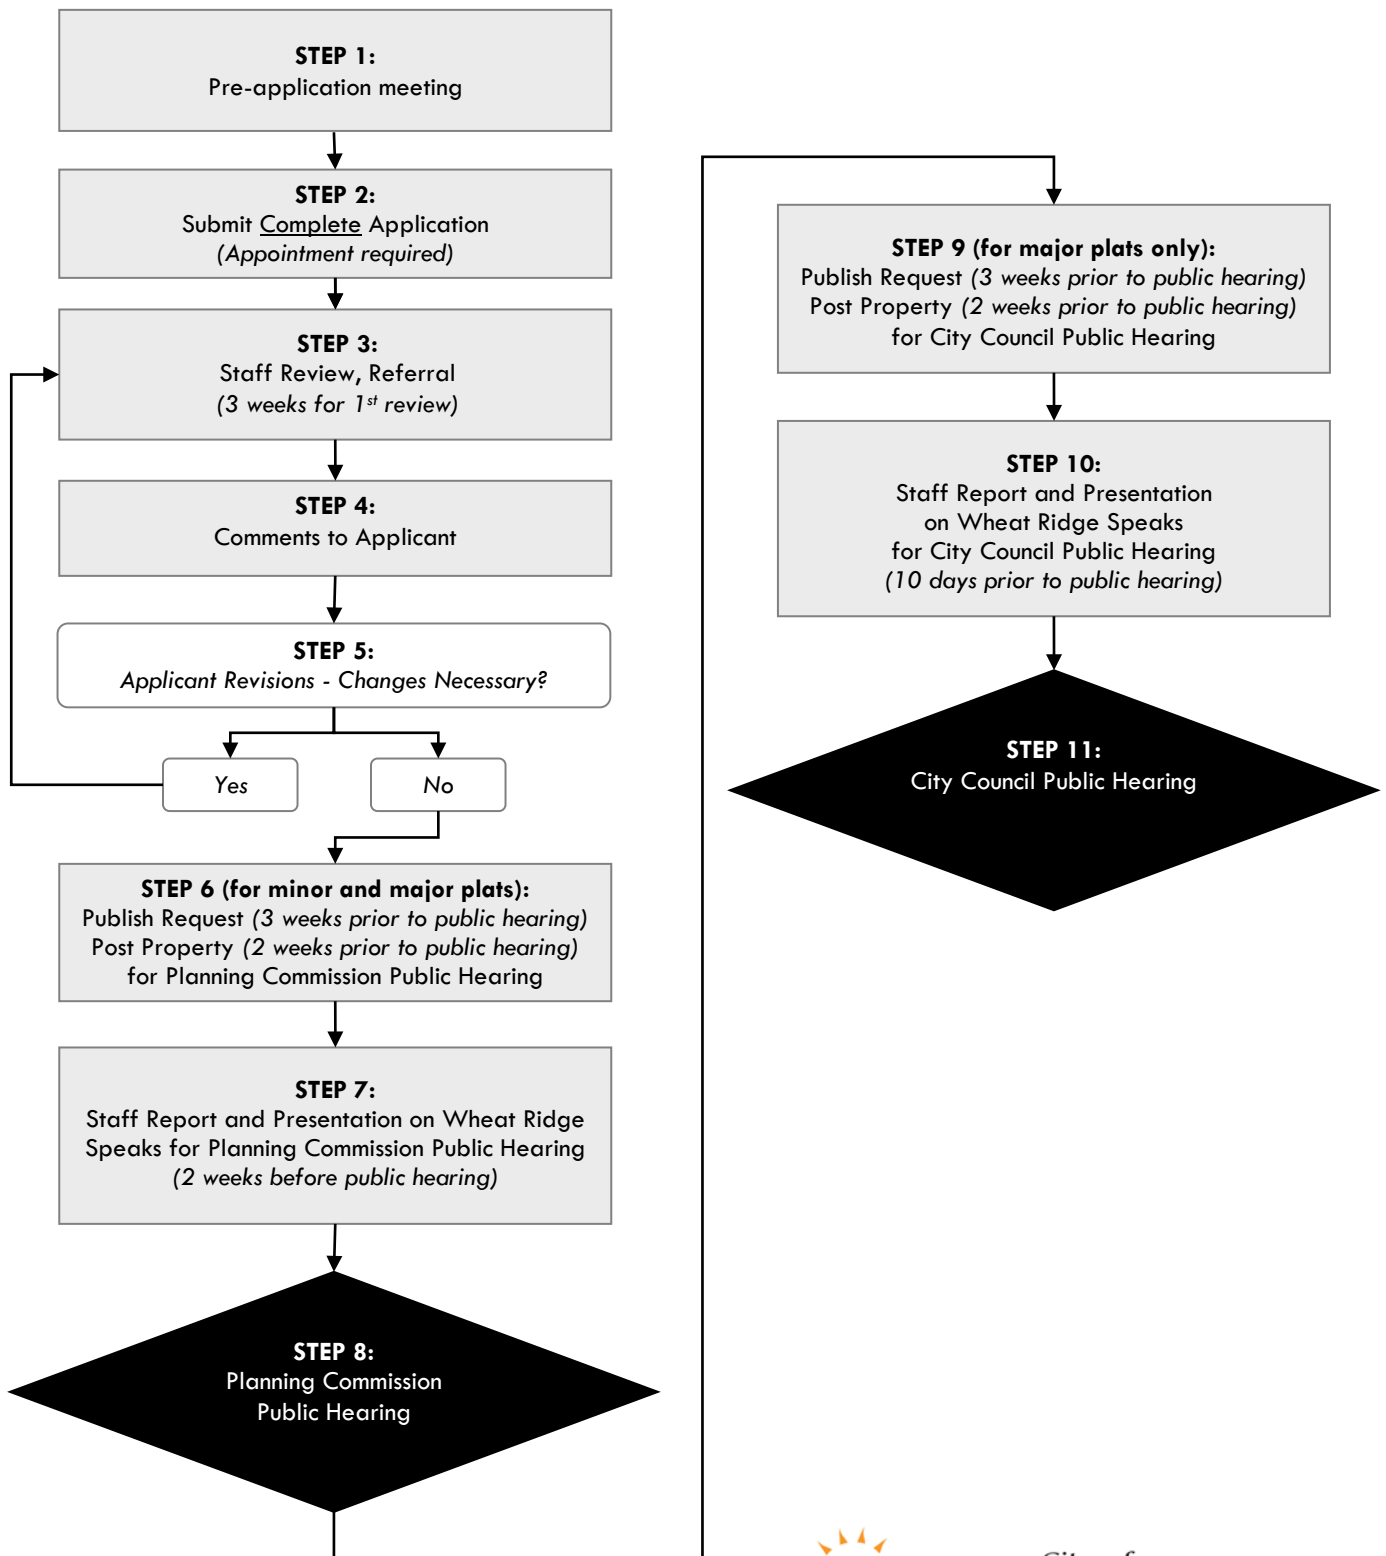 STEP 1:
Pre-application meeting
STEP 2:
Submit Complete Application
(Appointment required)
STEP 3:
Staff Review, Referral
(3 weeks for 1st review)
STEP 4:
Comments to Applicant
STEP 5:
Applicant Revisions - Changes Necessary?
Yes
No
STEP 6 (for minor and major plats):
Publish Request (3 weeks prior to public hearing)
Post Property (2 weeks prior to public hearing)
for Planning Commission Public Hearing
STEP 7:
Staff Report and Presentation on Wheat Ridge
Speaks for Planning Commission Public Hearing
(2 weeks before public hearing)
STEP 8:
Planning Commission
Public Hearing
STEP 9 (for major plats only):
Publish Request (3 weeks prior to public hearing)
Post Property (2 weeks prior to public hearing)
for City Council Public Hearing
STEP 10:
Staff Report and Presentation
on Wheat Ridge Speaks
for City Council Public Hearing
(10 days prior to public hearing)
STEP 11:
City Council Public Hearing